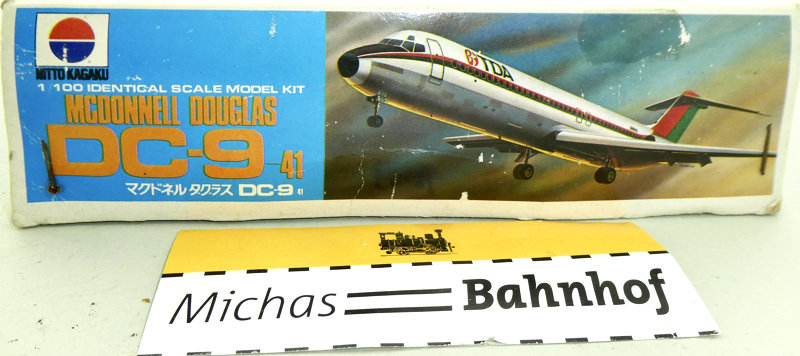 NITTO KAGAKU
1/100 IDENTICAL SCALE MODEL KIT
MCDONNELL DOUGLAS
DC-9-41
マクドネル ダグラス DC-9 41
TDA
Michas Bahnhof